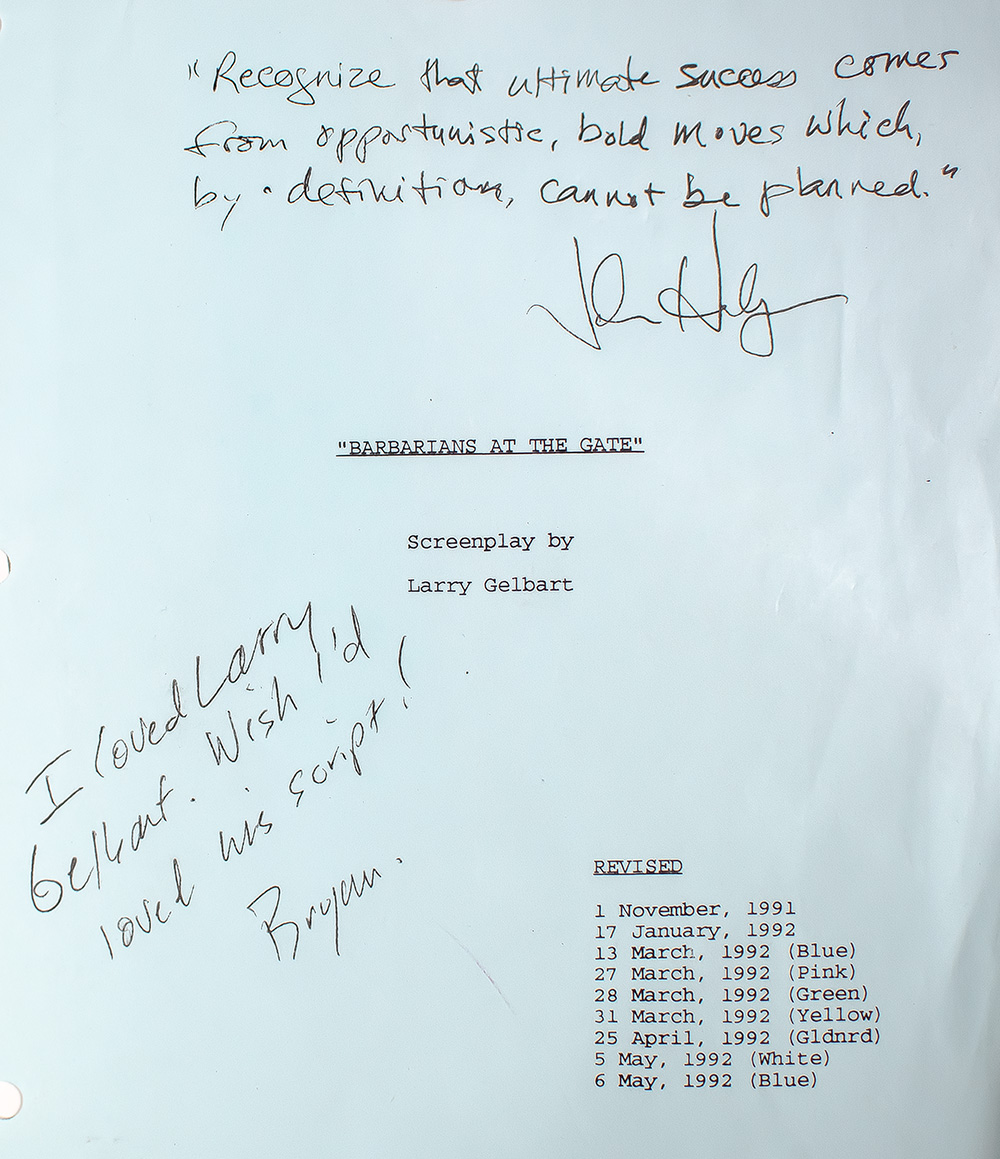 "Recognize that ultimate success comes
from opportunistic, bold moves which,
by definition, cannot be planned."
John
"BARBARIANS AT THE GATE"
Screenplay by
Larry Gelbart
I loved Larry
Gelbart. Wish I'd
loved his script!
Bryan.
REVISED
1 November, 1991
17 January, 1992
13 March, 1992 (Blue)
27 March, 1992 (Pink)
28 March, 1992 (Green)
31 March, 1992 (Yellow)
25 April, 1992 (Gldnrd)
5 May, 1992 (White)
6 May, 1992 (Blue)